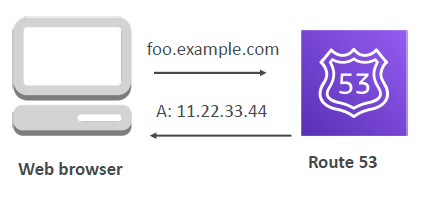 foo.example.com
53
A: 11.22.33.44
Web browser
Route 53